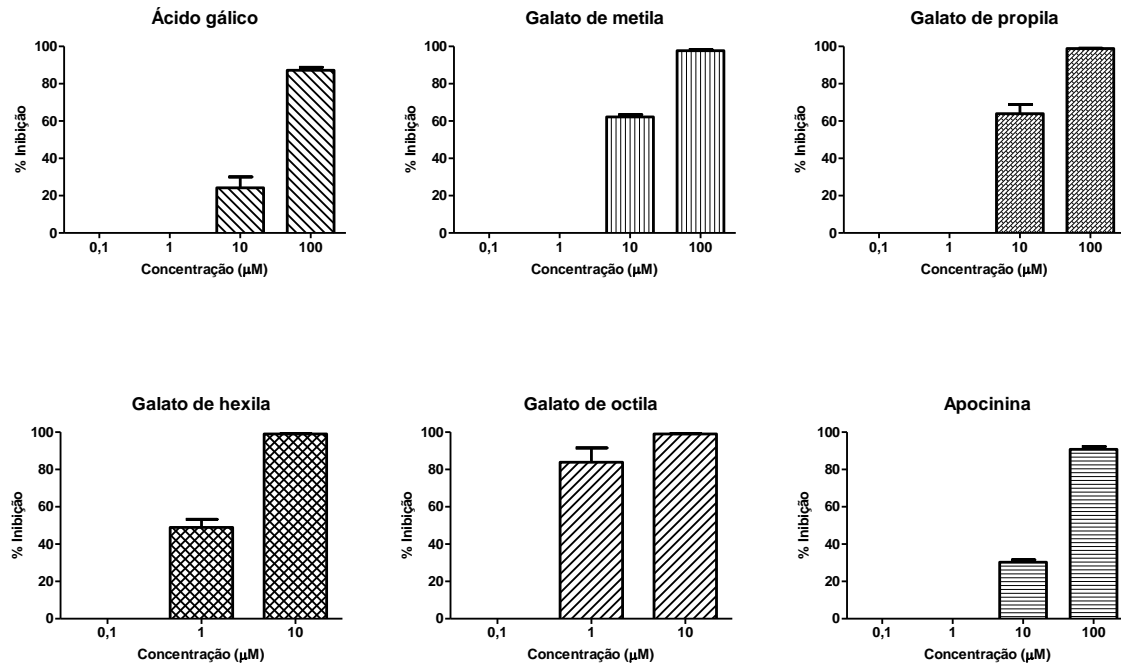 Ácido gálico
100
80
60
40
20
0
% Inibição
0,1 1 10 100
Concentração (µM)
Galato de metila
100
80
60
40
20
0
% Inibição
0,1 1 10 100
Concentração (µM)
Galato de propila
100
80
60
40
20
0
% Inibição
0,1 1 10 100
Concentração (µM)
Galato de hexila
100
80
60
40
20
0
% Inibição
0,1 1 10
Concentração (µM)
Galato de octila
100
80
60
40
20
0
% Inibição
0,1 1 10
Concentração (µM)
Apocinina
100
80
60
40
20
0
% Inibição
0,1 1 10 100
Concentração (µM)